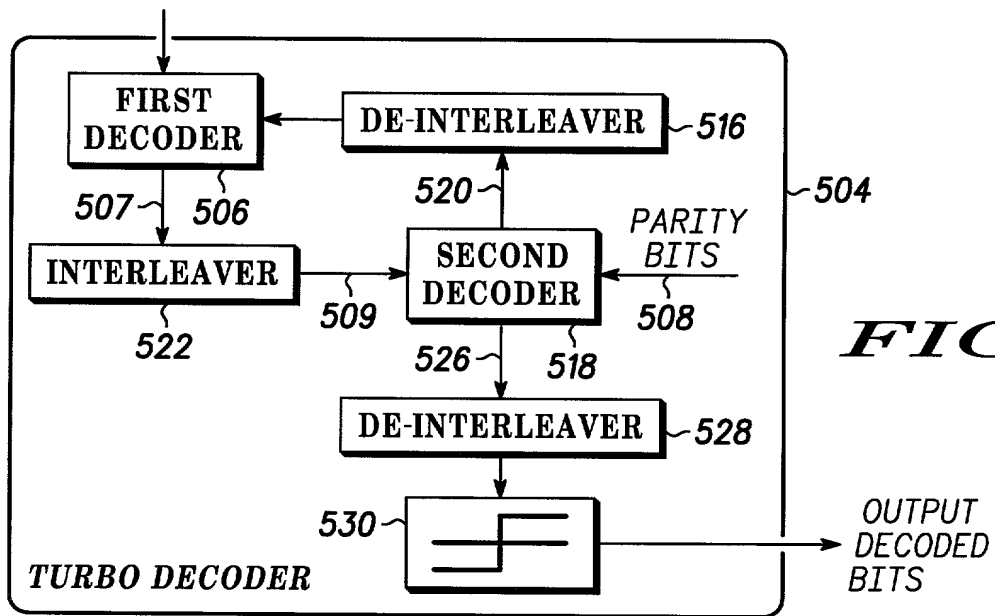 FIRST
DECODER
DE-INTERLEAVER
516
504
507
506
520
PARITY
BITS
INTERLEAVER
SECOND
DECODER
509
508
522
526
518
FIG
DE-INTERLEAVER
528
530
OUTPUT
DECODED
BITS
TURBO DECODER